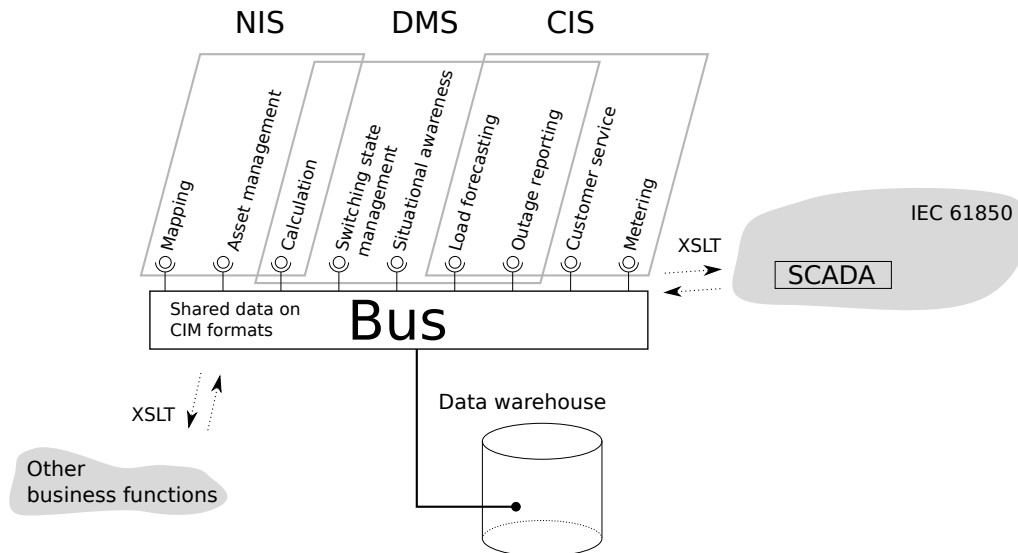 NIS
DMS
CIS
Mapping
Asset management
Calculation
Switching state
management
Situational awareness
Load forecasting
Outage reporting
Customer service
Metering
IEC 61850
XSLT
SCADA
Shared data on
CIM formats
Bus
XSLT
Data warehouse
Other
business functions